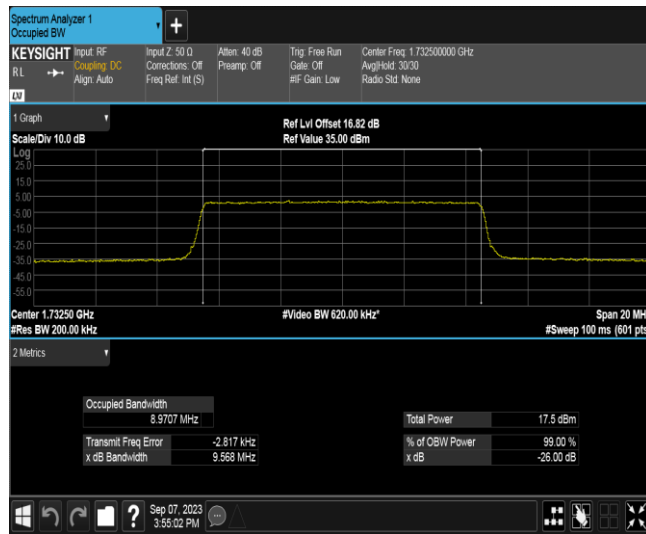 Spectrum Analyzer 1
Occupied BW
+
KEYSIGHT
RL
LXI
Input: RF
Coupling: DC
Align: Auto
Input Z: 50 Ω
Corrections: Off
Freq Ref: Int (S)
Atten: 40 dB
Preamp: Off
Trig: Free Run
Gate: Off
#IF Gain: Low
Center Freq: 1.732500000 GHz
Avg|Hold: 30/30
Radio Std: None
1 Graph
Scale/Div 10.0 dB
Ref Lvl Offset 16.82 dB
Ref Value 35.00 dBm
Log
25.0
15.0
5.00
-5.00
-15.0
-25.0
-35.0
-45.0
-55.0
Center 1.73250 GHz
#Video BW 620.00 kHz*
Span 20 MH
#Res BW 200.00 kHz
#Sweep 100 ms (601 pts
2 Metrics
Occupied Bandwidth
8.9707 MHz
Transmit Freq Error -2.817 kHz
x dB Bandwidth 9.568 MHz
Total Power 17.5 dBm
% of OBW Power 99.00 %
x dB -26.00 dB
?
Sep 07, 2023
3:55:02 PM